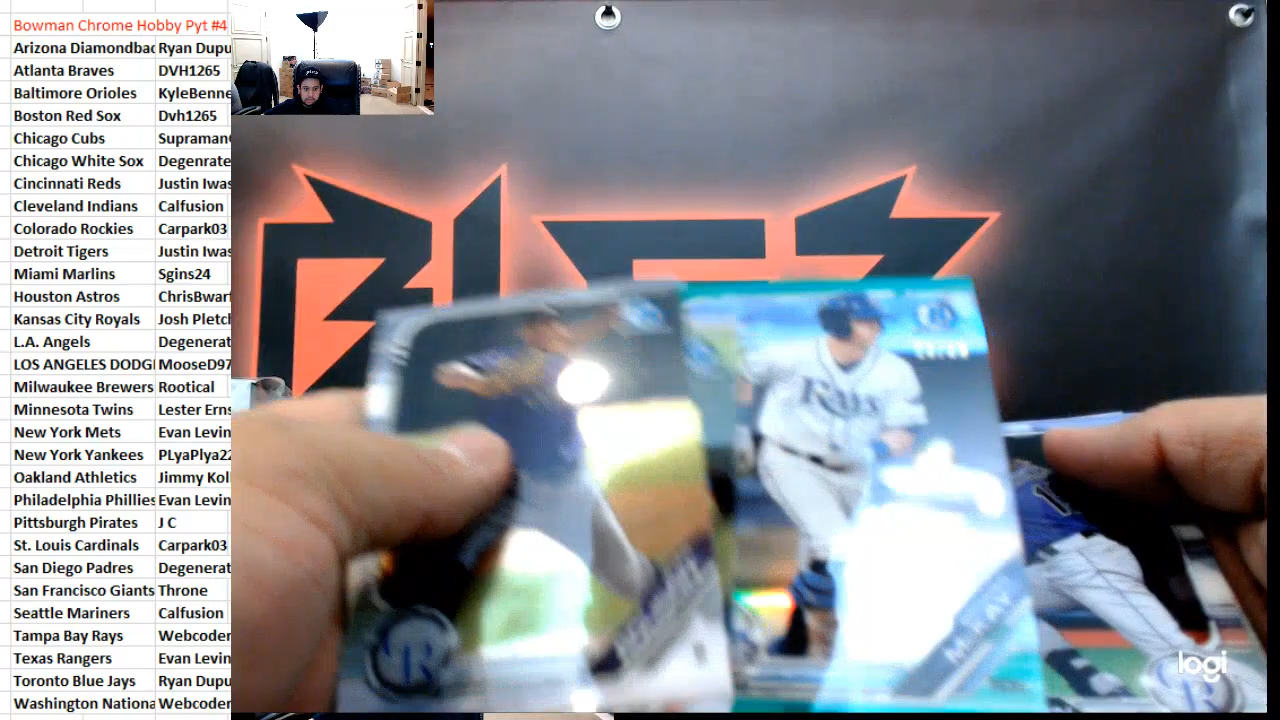 Bowman Chrome Hobby Pyt #4
Arizona Diamondbac Ryan Dupu
Atlanta Braves DVH1265
Baltimore Orioles KyleBenne
Boston Red Sox Dvh1265
Chicago Cubs Supraman
Chicago White Sox Degenrate
Cincinnati Reds Justin Iwas
Cleveland Indians Calfusion
Colorado Rockies Carpark03
Detroit Tigers Justin Iwas
Miami Marlins Sgins24
Houston Astros ChrisBwar
Kansas City Royals Josh Pletch
L.A. Angels Degenerat
LOS ANGELES DODG MooseD97
Milwaukee Brewers Rootical
Minnesota Twins Lester Erns
New York Mets Evan Levin
New York Yankees PLyaPlya22
Oakland Athletics Jimmy Kol
Philadelphia Phillies Evan Levin
Pittsburgh Pirates J C
St. Louis Cardinals Carpark03
San Diego Padres Degenerat
San Francisco Giants Throne
Seattle Mariners Calfusion
Tampa Bay Rays Webcoder
Texas Rangers Evan Levin
Toronto Blue Jays Ryan Dupu
Washington Nationa Webcoder
Rays
McKAY
logi